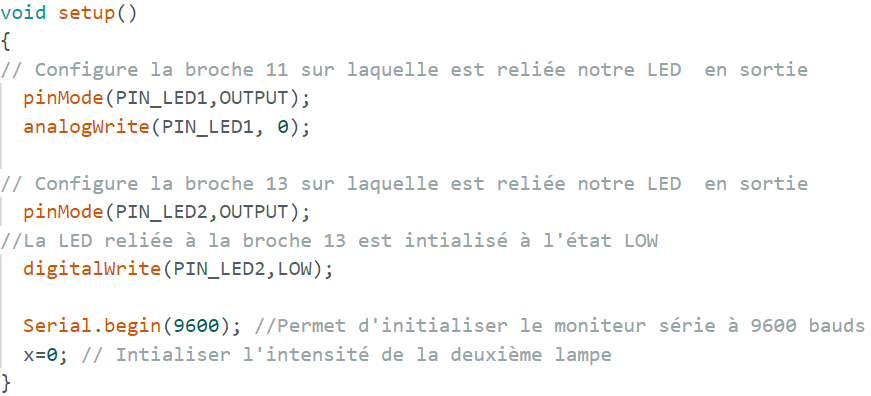 void setup()
{
// Configure la broche 11 sur laquelle est reliée notre LED  en sortie
  pinMode(PIN_LED1,OUTPUT);
  analogWrite(PIN_LED1, 0);

// Configure la broche 13 sur laquelle est reliée notre LED  en sortie
  pinMode(PIN_LED2,OUTPUT);
//La LED reliée à la broche 13 est intialisé à l'état LOW
  digitalWrite(PIN_LED2,LOW);

  Serial.begin(9600); //Permet d'initialiser le moniteur série à 9600 bauds
  x=0; // Intialiser l'intensité de la deuxième lampe
}